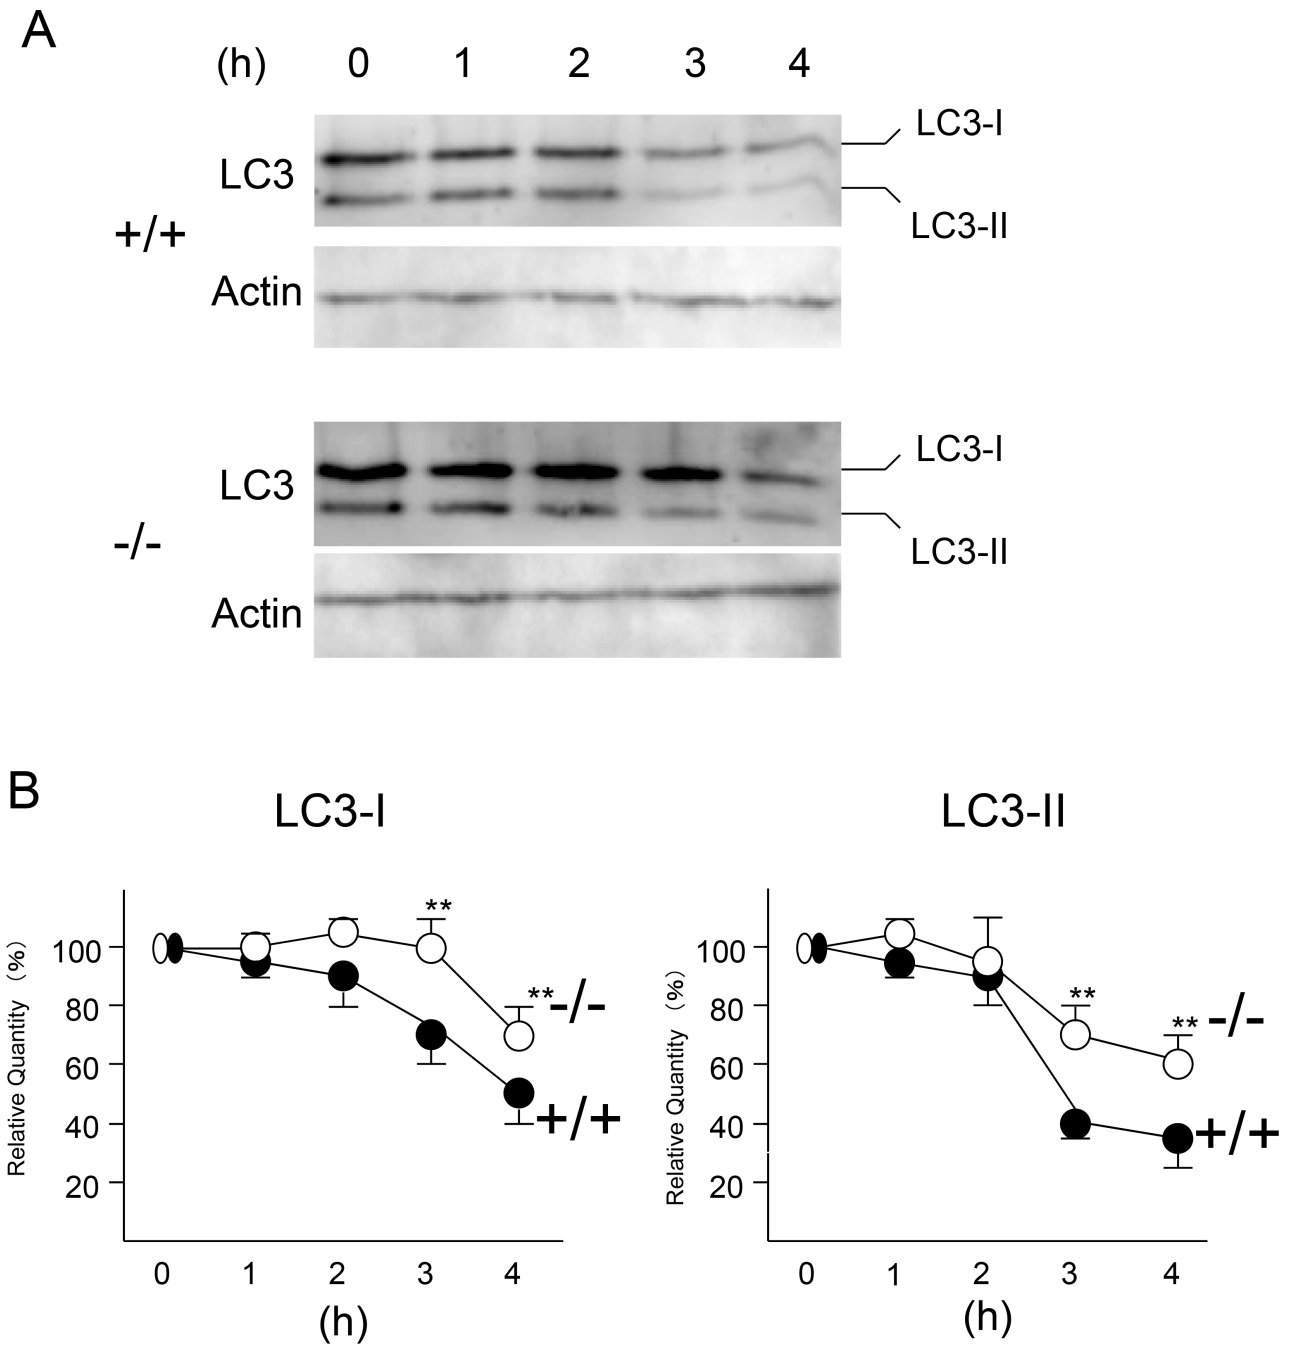 A
(h) 0 1 2 3 4
LC3-I
LC3
LC3-II
+/+
Actin
LC3-I
LC3
LC3-II
-/-
Actin
B
LC3-I
Relative Quantity (%)
100
80
60
40
20
**
**
-/-
+/+
0 1 2 3 4
(h)
LC3-II
Relative Quantity (%)
100
80
60
40
20
**
**
-/-
+/+
0 1 2 3 4
(h)